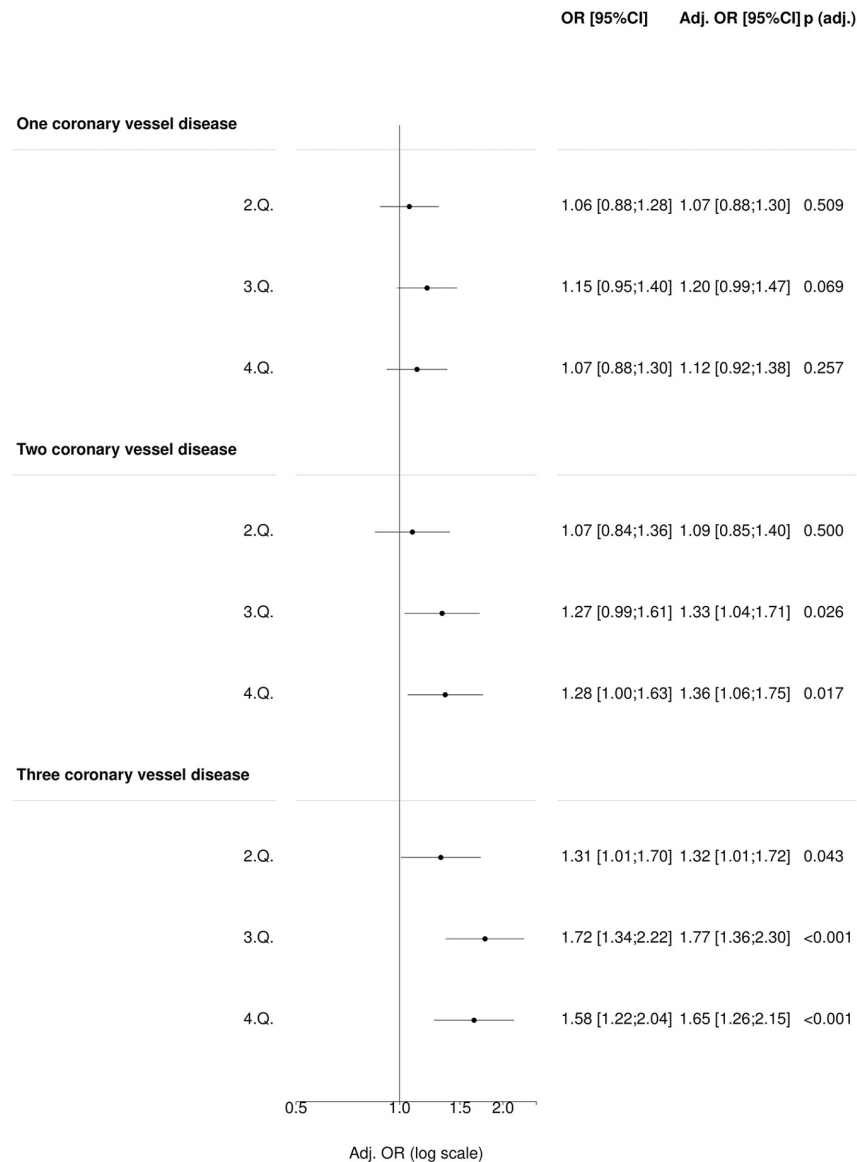 OR [95%CI] Adj. OR [95%CI] p (adj.)
One coronary vessel disease
2.Q. 1.06 [0.88;1.28] 1.07 [0.88;1.30] 0.509
3.Q. 1.15 [0.95;1.40] 1.20 [0.99;1.47] 0.069
4.Q. 1.07 [0.88;1.30] 1.12 [0.92;1.38] 0.257
Two coronary vessel disease
2.Q. 1.07 [0.84;1.36] 1.09 [0.85;1.40] 0.500
3.Q. 1.27 [0.99;1.61] 1.33 [1.04;1.71] 0.026
4.Q. 1.28 [1.00;1.63] 1.36 [1.06;1.75] 0.017
Three coronary vessel disease
2.Q. 1.31 [1.01;1.70] 1.32 [1.01;1.72] 0.043
3.Q. 1.72 [1.34;2.22] 1.77 [1.36;2.30] <0.001
4.Q. 1.58 [1.22;2.04] 1.65 [1.26;2.15] <0.001
0.5 1.0 1.5 2.0
Adj. OR (log scale)